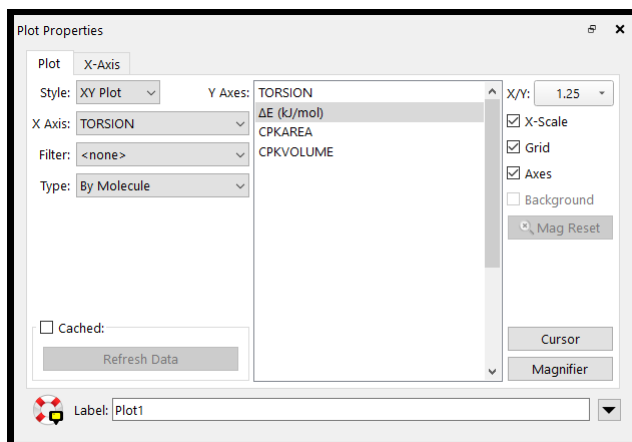 Plot Properties
Plot X-Axis
Style: XY Plot Y Axes: TORSION X/Y: 1.25
ΔE (kJ/mol) X-Scale
X Axis: TORSION CPKAREA
Filter: <none> CPKVOLUME Grid
Axes
Type: By Molecule Background
Mag Reset
Cached:
Refresh Data Cursor
Magnifier
Label: Plot1